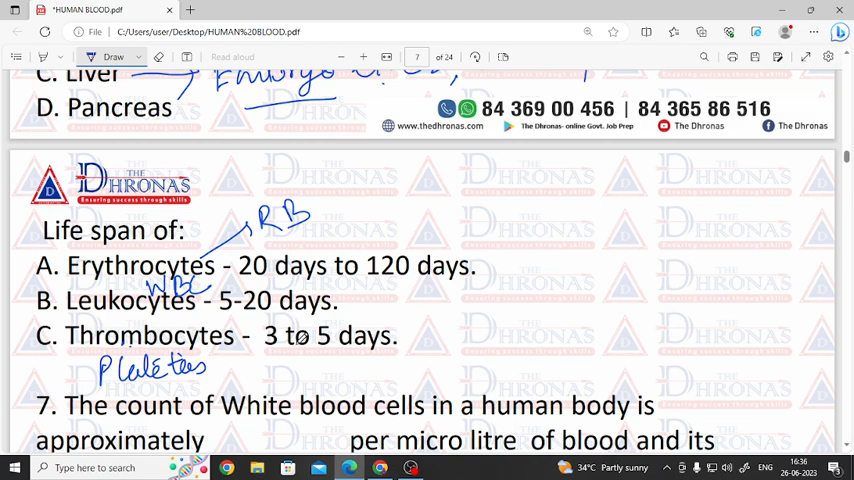 *HUMAN%20BLOOD.pdf
File | C:/Users/user/Desktop/HUMAN%20BLOOD.pdf
Draw | Read aloud 7 of 24
C. Liver Embryo
D. Pancreas
84 369 00 456 | 84 365 86 516
www.thedhronas.com The Dhronas- online Govt. Job Prep The Dhronas The Dhronas
THE
DHRONAS
Ensuring success through skills
RB
Life span of:
A. Erythrocytes - 20 days to 120 days.
WBC
B. Leukocytes - 5-20 days.
C. Thrombocytes - 3 to 5 days.
7. The count of White blood cells in a human body is
approximately per micro litre of blood and its
Type here to search 34°C Partly sunny ENG 16:36
26-06-2023